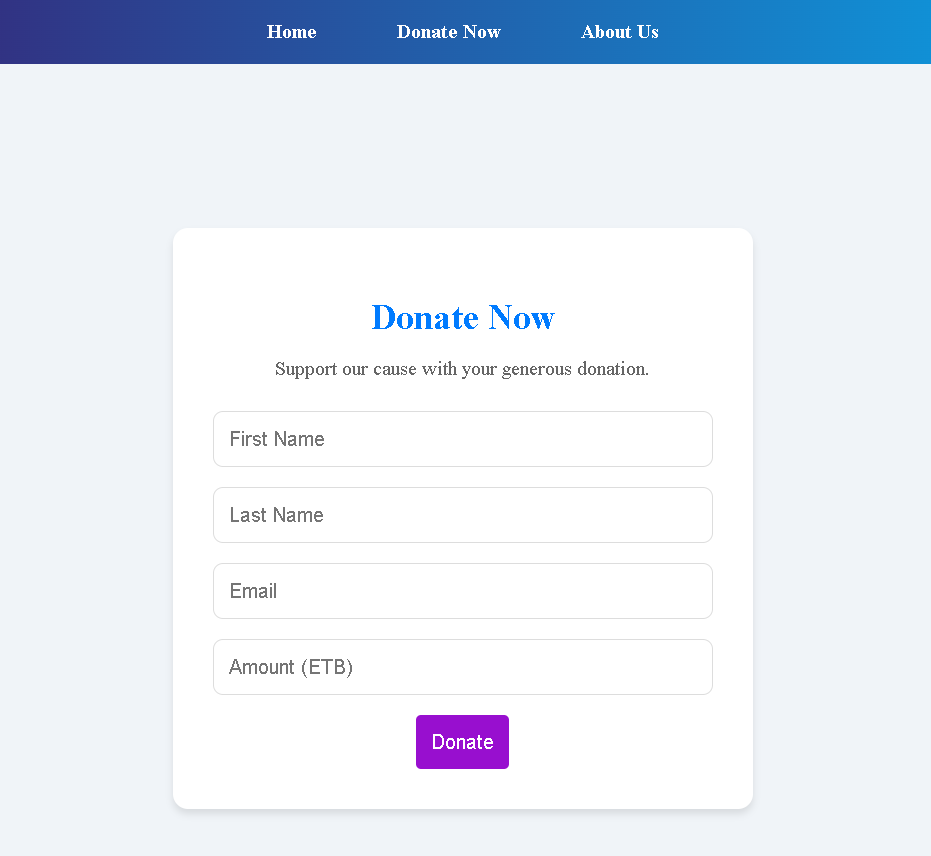 Home Donate Now About Us
Donate Now
Support our cause with your generous donation.
First Name
Last Name
Email
Amount (ETB)
Donate